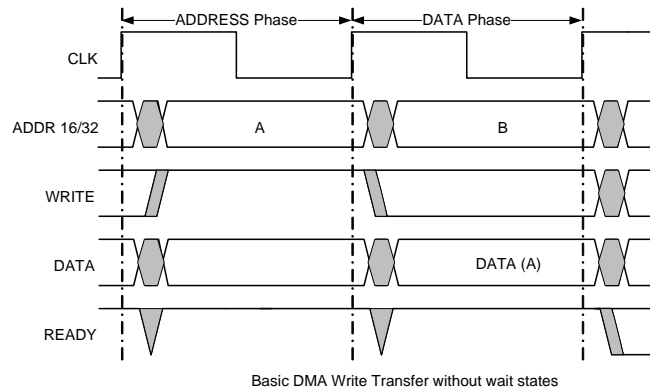 ADDRESS Phase DATA Phase
CLK
ADDR 16/32 A B
WRITE
DATA DATA (A)
READY
Basic DMA Write Transfer without wait states